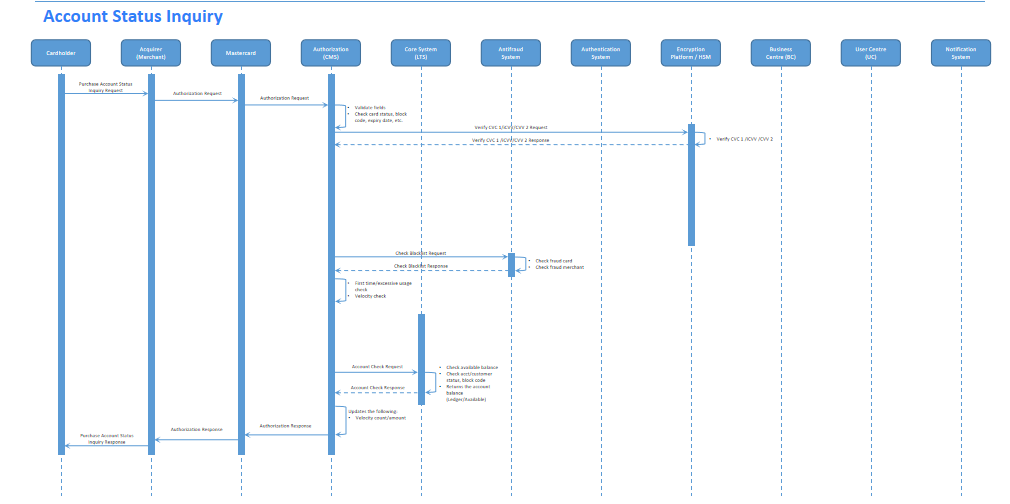 Account Status Inquiry
Cardholder
Acquirer
(Merchant)
Mastercard
Authorization
(CMS)
Core System
(LTS)
Antifraud
System
Authentication
System
Encryption
Platform / HSM
Business
Centre (BC)
User Centre
(UC)
Notification
System
Purchase Account Status
Inquiry Request
Authorization Request
Authorization Request
• Validate fields
• Check card status, block
code, expiry date, etc.
Verify CVC 1/iCVV/CVV 2 Request
• Verify CVC 1 /iCVV /CVV 2
Verify CVC 1 /iCVV/CVV 2 Response
Check Blacklist Request
• Check fraud card
• Check fraud merchant
Check Blacklist Response
• First time/excessive usage
check
• Velocity check
Account Check Request
• Check available balance
• Check acct/customer
status, block code
• Returns the account
balance
(Ledger/Available)
Account Check Response
Updates the following:
• Velocity count/amount
Authorization Response
Authorization Response
Purchase Account Status
Inquiry Response